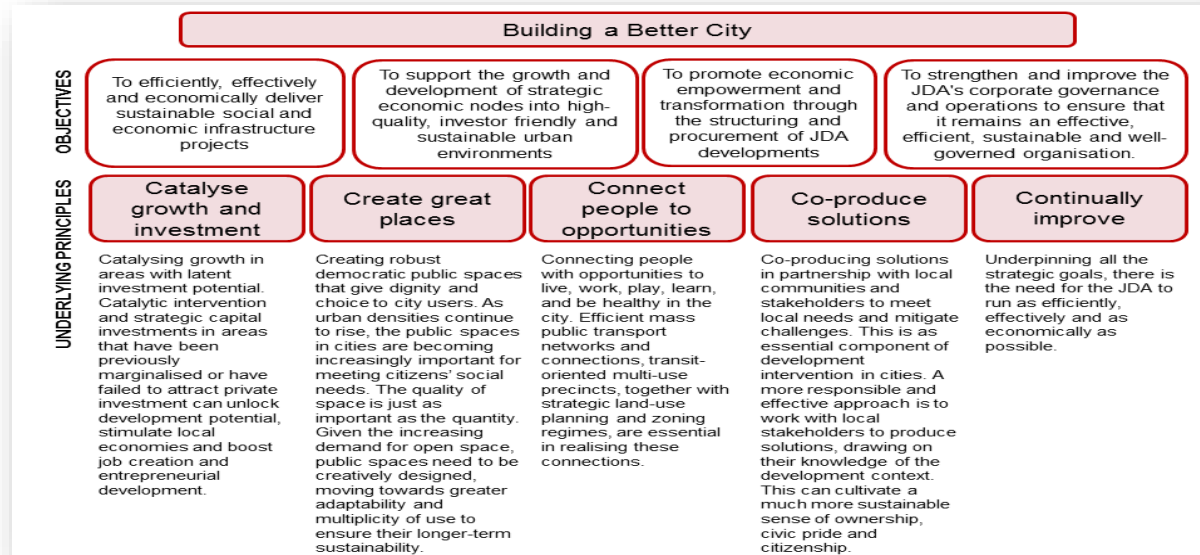 Building a Better City
OBJECTIVES
To efficiently, effectively
and economically deliver
sustainable social and
economic infrastructure
projects
To support the growth and
development of strategic
economic nodes into high-
quality, investor friendly and
sustainable urban
environments
To promote economic
empowerment and
transformation through
the structuring and
procurement of JDA
developments
To strengthen and improve the
JDA's corporate governance
and operations to ensure that
it remains an effective,
efficient, sustainable and well-
governed organisation.
UNDERLYING PRINCIPLES
Catalyse
growth and
investment
Catalysing growth in
areas with latent
investment potential.
Catalytic intervention
and strategic capital
investments in areas
that have been
previously
marginalised or have
failed to attract private
investment can unlock
development potential,
stimulate local
economies and boost
job creation and
entrepreneurial
development.
Create great
places
Creating robust
democratic public spaces
that give dignity and
choice to city users. As
urban densities continue
to rise, the public spaces
in cities are becoming
increasingly important for
meeting citizens' social
needs. The quality of
space is just as
important as the quantity.
Given the increasing
demand for open space,
public spaces need to be
creatively designed,
moving towards greater
adaptability and
multiplicity of use to
ensure their longer-term
sustainability.
Connect
people to
opportunities
Connecting people
with opportunities to
live, work, play, learn,
and be healthy in the
city. Efficient mass
public transport
networks and
connections, transit-
oriented multi-use
precincts, together with
strategic land-use
planning and zoning
regimes, are essential
in realising these
connections.
Co-produce
solutions
Co-producing solutions
in partnership with local
communities and
stakeholders to meet
local needs and mitigate
challenges. This is as
essential component of
development
intervention in cities. A
more responsible and
effective approach is to
work with local
stakeholders to produce
solutions, drawing on
their knowledge of the
development context.
This can cultivate a
much more sustainable
sense of ownership,
civic pride and
citizenship.
Continually
improve
Underpinning all the
strategic goals, there is
the need for the JDA to
run as efficiently,
effectively and as
economically as
possible.